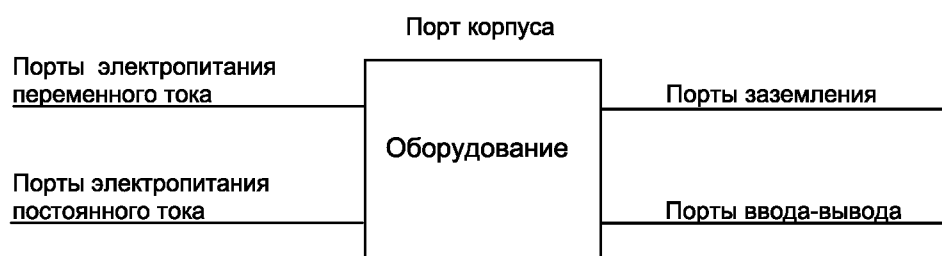 Порт корпуса
Порты электропитания
переменного тока
Порты заземления
Оборудование
Порты электропитания
постоянного тока
Порты ввода-вывода